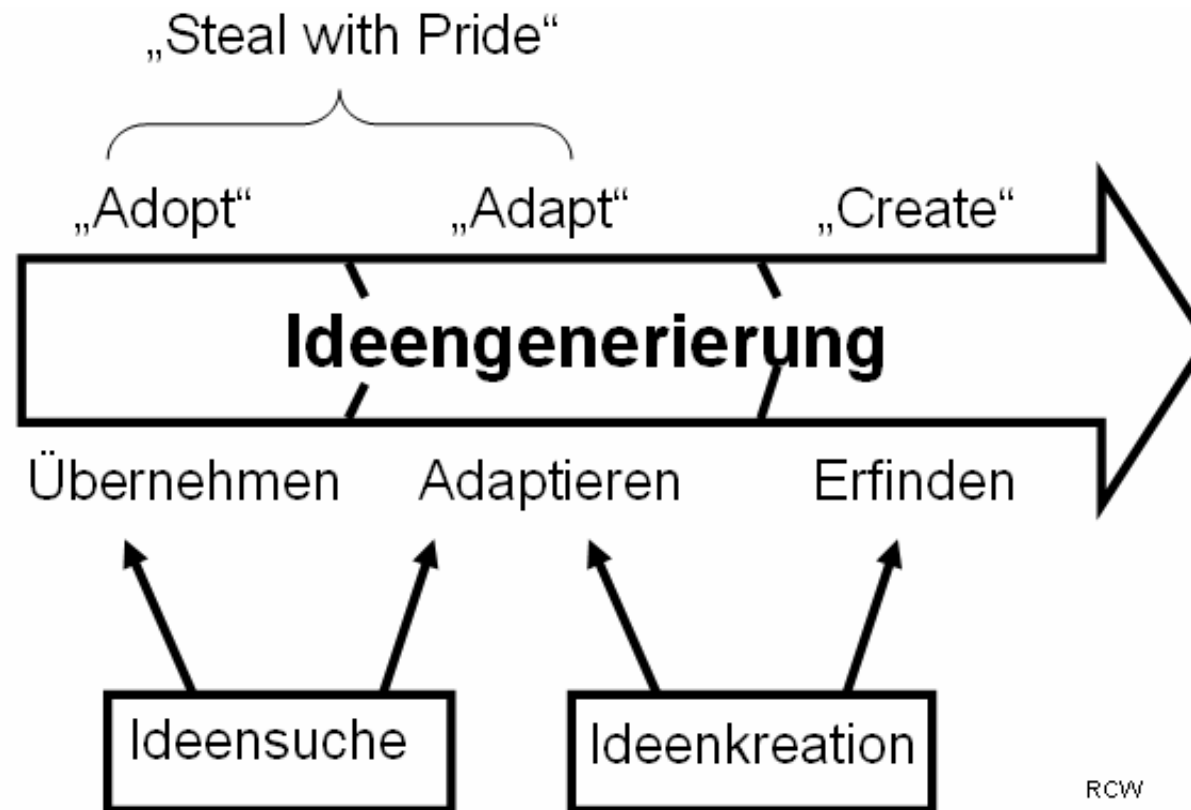 „Steal with Pride“
„Adopt“ „Adapt“ „Create“
Ideengenerierung
Übernehmen Adaptieren Erfinden
Ideensuche Ideenkreation
RCW